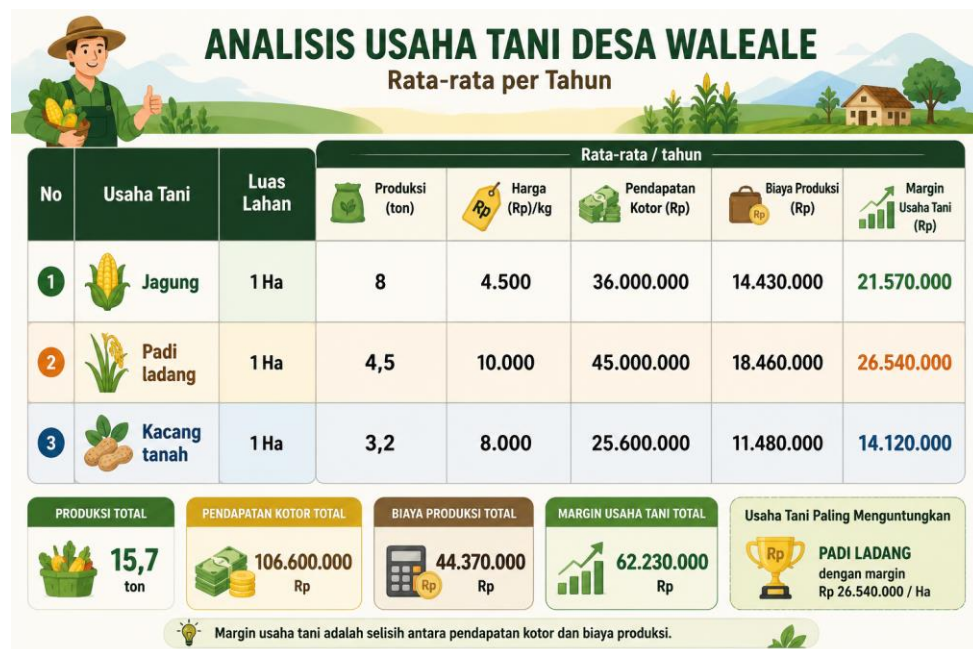 ANALISIS USAHA TANI DESA WALEALE
Rata-rata per Tahun
No
Usaha Tani
Luas
Lahan
Rata-rata / tahun
Produksi
(ton)
Rp
Harga
(Rp)/kg
Pendapatan
Kotor (Rp)
Rp
Biaya Produksi
(Rp)
Margin
Usaha Tani
(Rp)
1 Jagung 1 Ha 8 4.500 36.000.000 14.430.000 21.570.000
2 Padi
ladang 1 Ha 4,5 10.000 45.000.000 18.460.000 26.540.000
3 Kacang
tanah 1 Ha 3,2 8.000 25.600.000 11.480.000 14.120.000
PRODUKSI TOTAL
15,7
ton
PENDAPATAN KOTOR TOTAL
106.600.000
Rp
BIAYA PRODUKSI TOTAL
Rp
44.370.000
Rp
MARGIN USAHA TANI TOTAL
62.230.000
Rp
Usaha Tani Paling Menguntungkan
Rp
PADI LADANG
dengan margin
Rp 26.540.000 / Ha
Margin usaha tani adalah selisih antara pendapatan kotor dan biaya produksi.